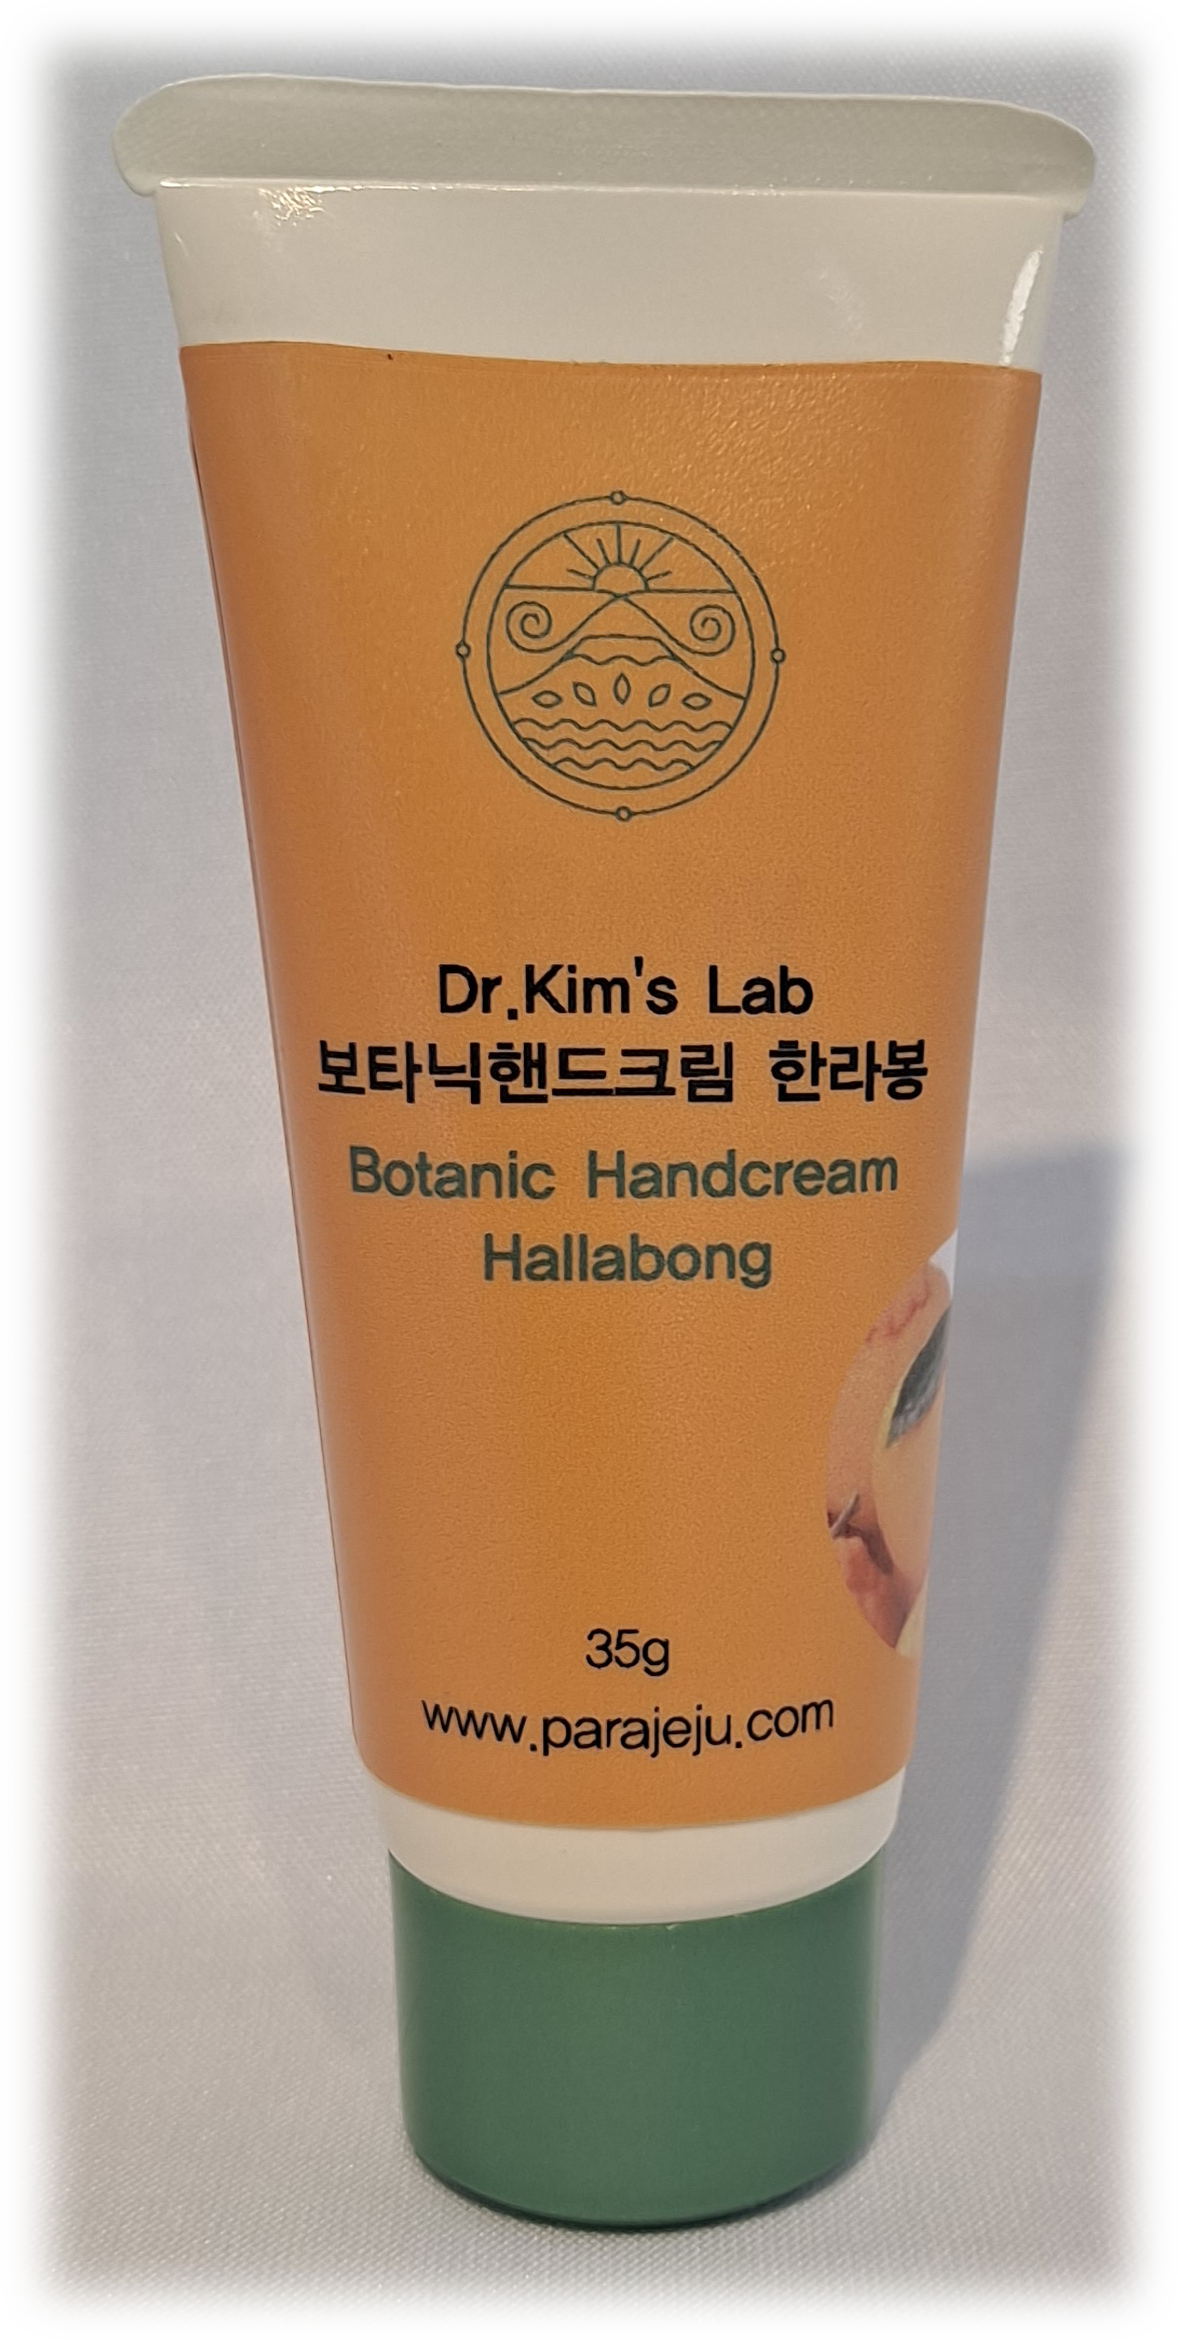 Dr.Kim's Lab
보타닉핸드크림 한라봉
Botanic Handcream
Hallabong
35g
www.parajeju.com